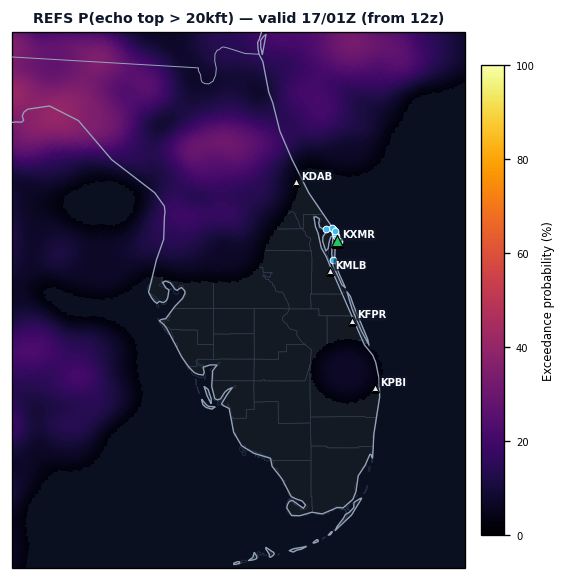 REFS P(echo top > 20kft) — valid 17/01Z (from 12z)
KDAB
KXMR
KMLB
KFPR
KPBI
100
80
60
40
20
0
Exceedance probability (%)